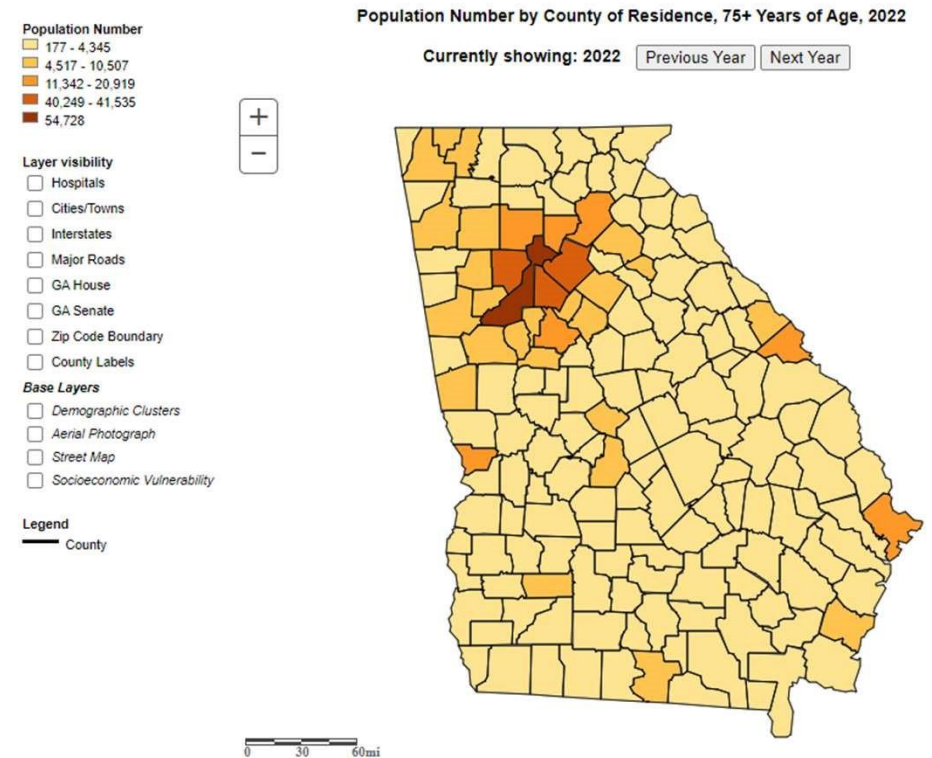 Population Number by County of Residence, 75+ Years of Age, 2022
Currently showing: 2022 Previous Year Next Year
Population Number
177 - 4,345
4,517 - 10,507
11,342 - 20,919
40,249 - 41,535
54,728
+
−
Layer visibility
Hospitals
Cities/Towns
Interstates
Major Roads
GA House
GA Senate
Zip Code Boundary
County Labels
Base Layers
Demographic Clusters
Aerial Photograph
Street Map
Socioeconomic Vulnerability
Legend
County
0 30 60mi